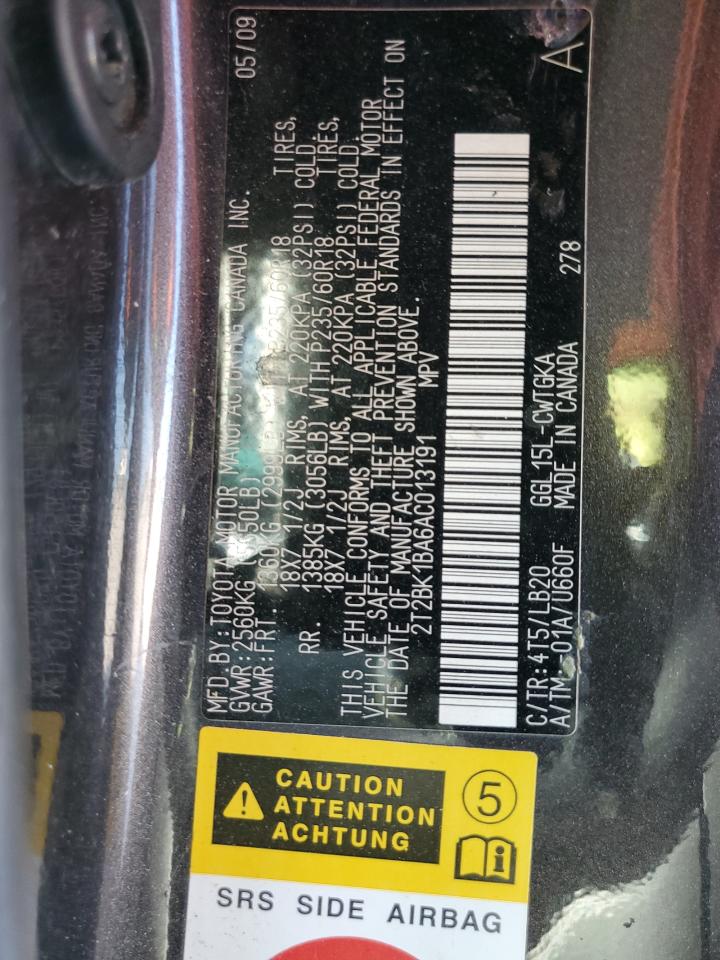 MFD. BY: TOYOTA MOTOR MANUFACTURING CANADA INC. 05/09
GVWR: 2560KG (LB)
GAWR: FRT. 1360KG P235/60R18 TIRES,
18X7 1/2J RIMS, AT 220KPA (32PSI) COLD
RR. 1385KG (3056LB) WITH P235/60R18 TIRES,
18X7 1/2J RIMS, AT 220KPA (32PSI) COLD.
THIS VEHICLE CONFORMS TO ALL APPLICABLE FEDERAL MOTOR
VEHICLE SAFETY AND THEFT PREVENTION STANDARDS IN EFFECT ON
THE DATE OF MANUFACTURE SHOWN ABOVE.
2T2BK1BA6AC013191 MPV A
C/TR: 4T5/LB20 GGL15L-CWTGKA
A/TM -01A/U660F MADE IN CANADA 278
CAUTION
ATTENTION
ACHTUNG
5
i
SRS SIDE AIRBAG